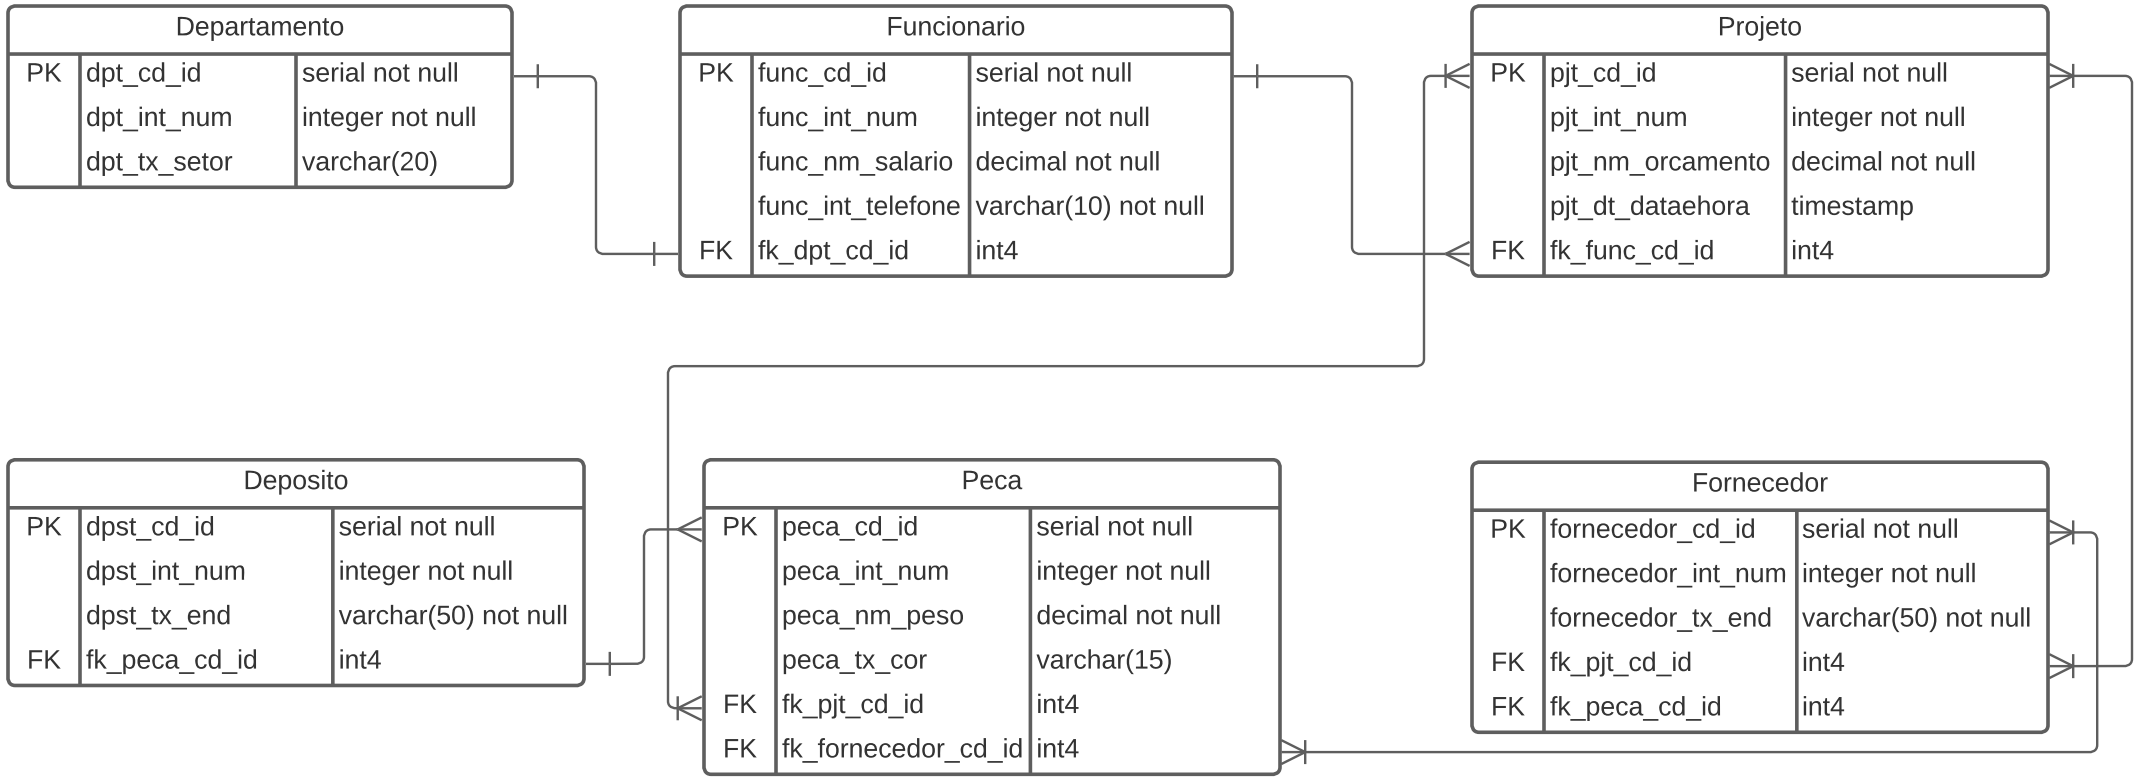 Departamento
PK dpt_cd_id serial not null
dpt_int_num integer not null
dpt_tx_setor varchar(20)
Funcionario
PK func_cd_id serial not null
func_int_num integer not null
func_nm_salario decimal not null
func_int_telefone varchar(10) not null
FK fk_dpt_cd_id int4
Projeto
PK pjt_cd_id serial not null
pjt_int_num integer not null
pjt_nm_orcamento decimal not null
pjt_dt_dataehora timestamp
FK fk_func_cd_id int4
Deposito
PK dpst_cd_id serial not null
dpst_int_num integer not null
dpst_tx_end varchar(50) not null
FK fk_peca_cd_id int4
Peca
PK peca_cd_id serial not null
peca_int_num integer not null
peca_nm_peso decimal not null
peca_tx_cor varchar(15)
FK fk_pjt_cd_id int4
FK fk_fornecedor_cd_id int4
Fornecedor
PK fornecedor_cd_id serial not null
fornecedor_int_num integer not null
fornecedor_tx_end varchar(50) not null
FK fk_pjt_cd_id int4
FK fk_peca_cd_id int4